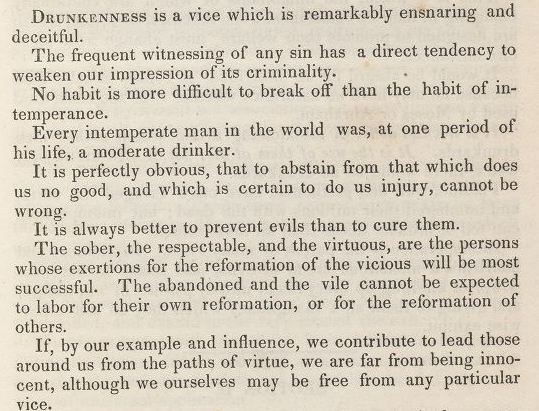 DRUNKENNESS is a vice which is remarkably ensnaring and
deceitful.
The frequent witnessing of any sin has a direct tendency to
weaken our impression of its criminality.
No habit is more difficult to break off than the habit of in-
temperance.
Every intemperate man in the world was, at one period of
his life, a moderate drinker.
It is perfectly obvious, that to abstain from that which does
us no good, and which is certain to do us injury, cannot be
wrong.
It is always better to prevent evils than to cure them.
The sober, the respectable, and the virtuous, are the persons
whose exertions for the reformation of the vicious will be most
successful. The abandoned and the vile cannot be expected
to labor for their own reformation, or for the reformation of
others.
If, by our example and influence, we contribute to lead those
around us from the paths of virtue, we are far from being inno-
cent, although we ourselves may be free from any particular
vice.